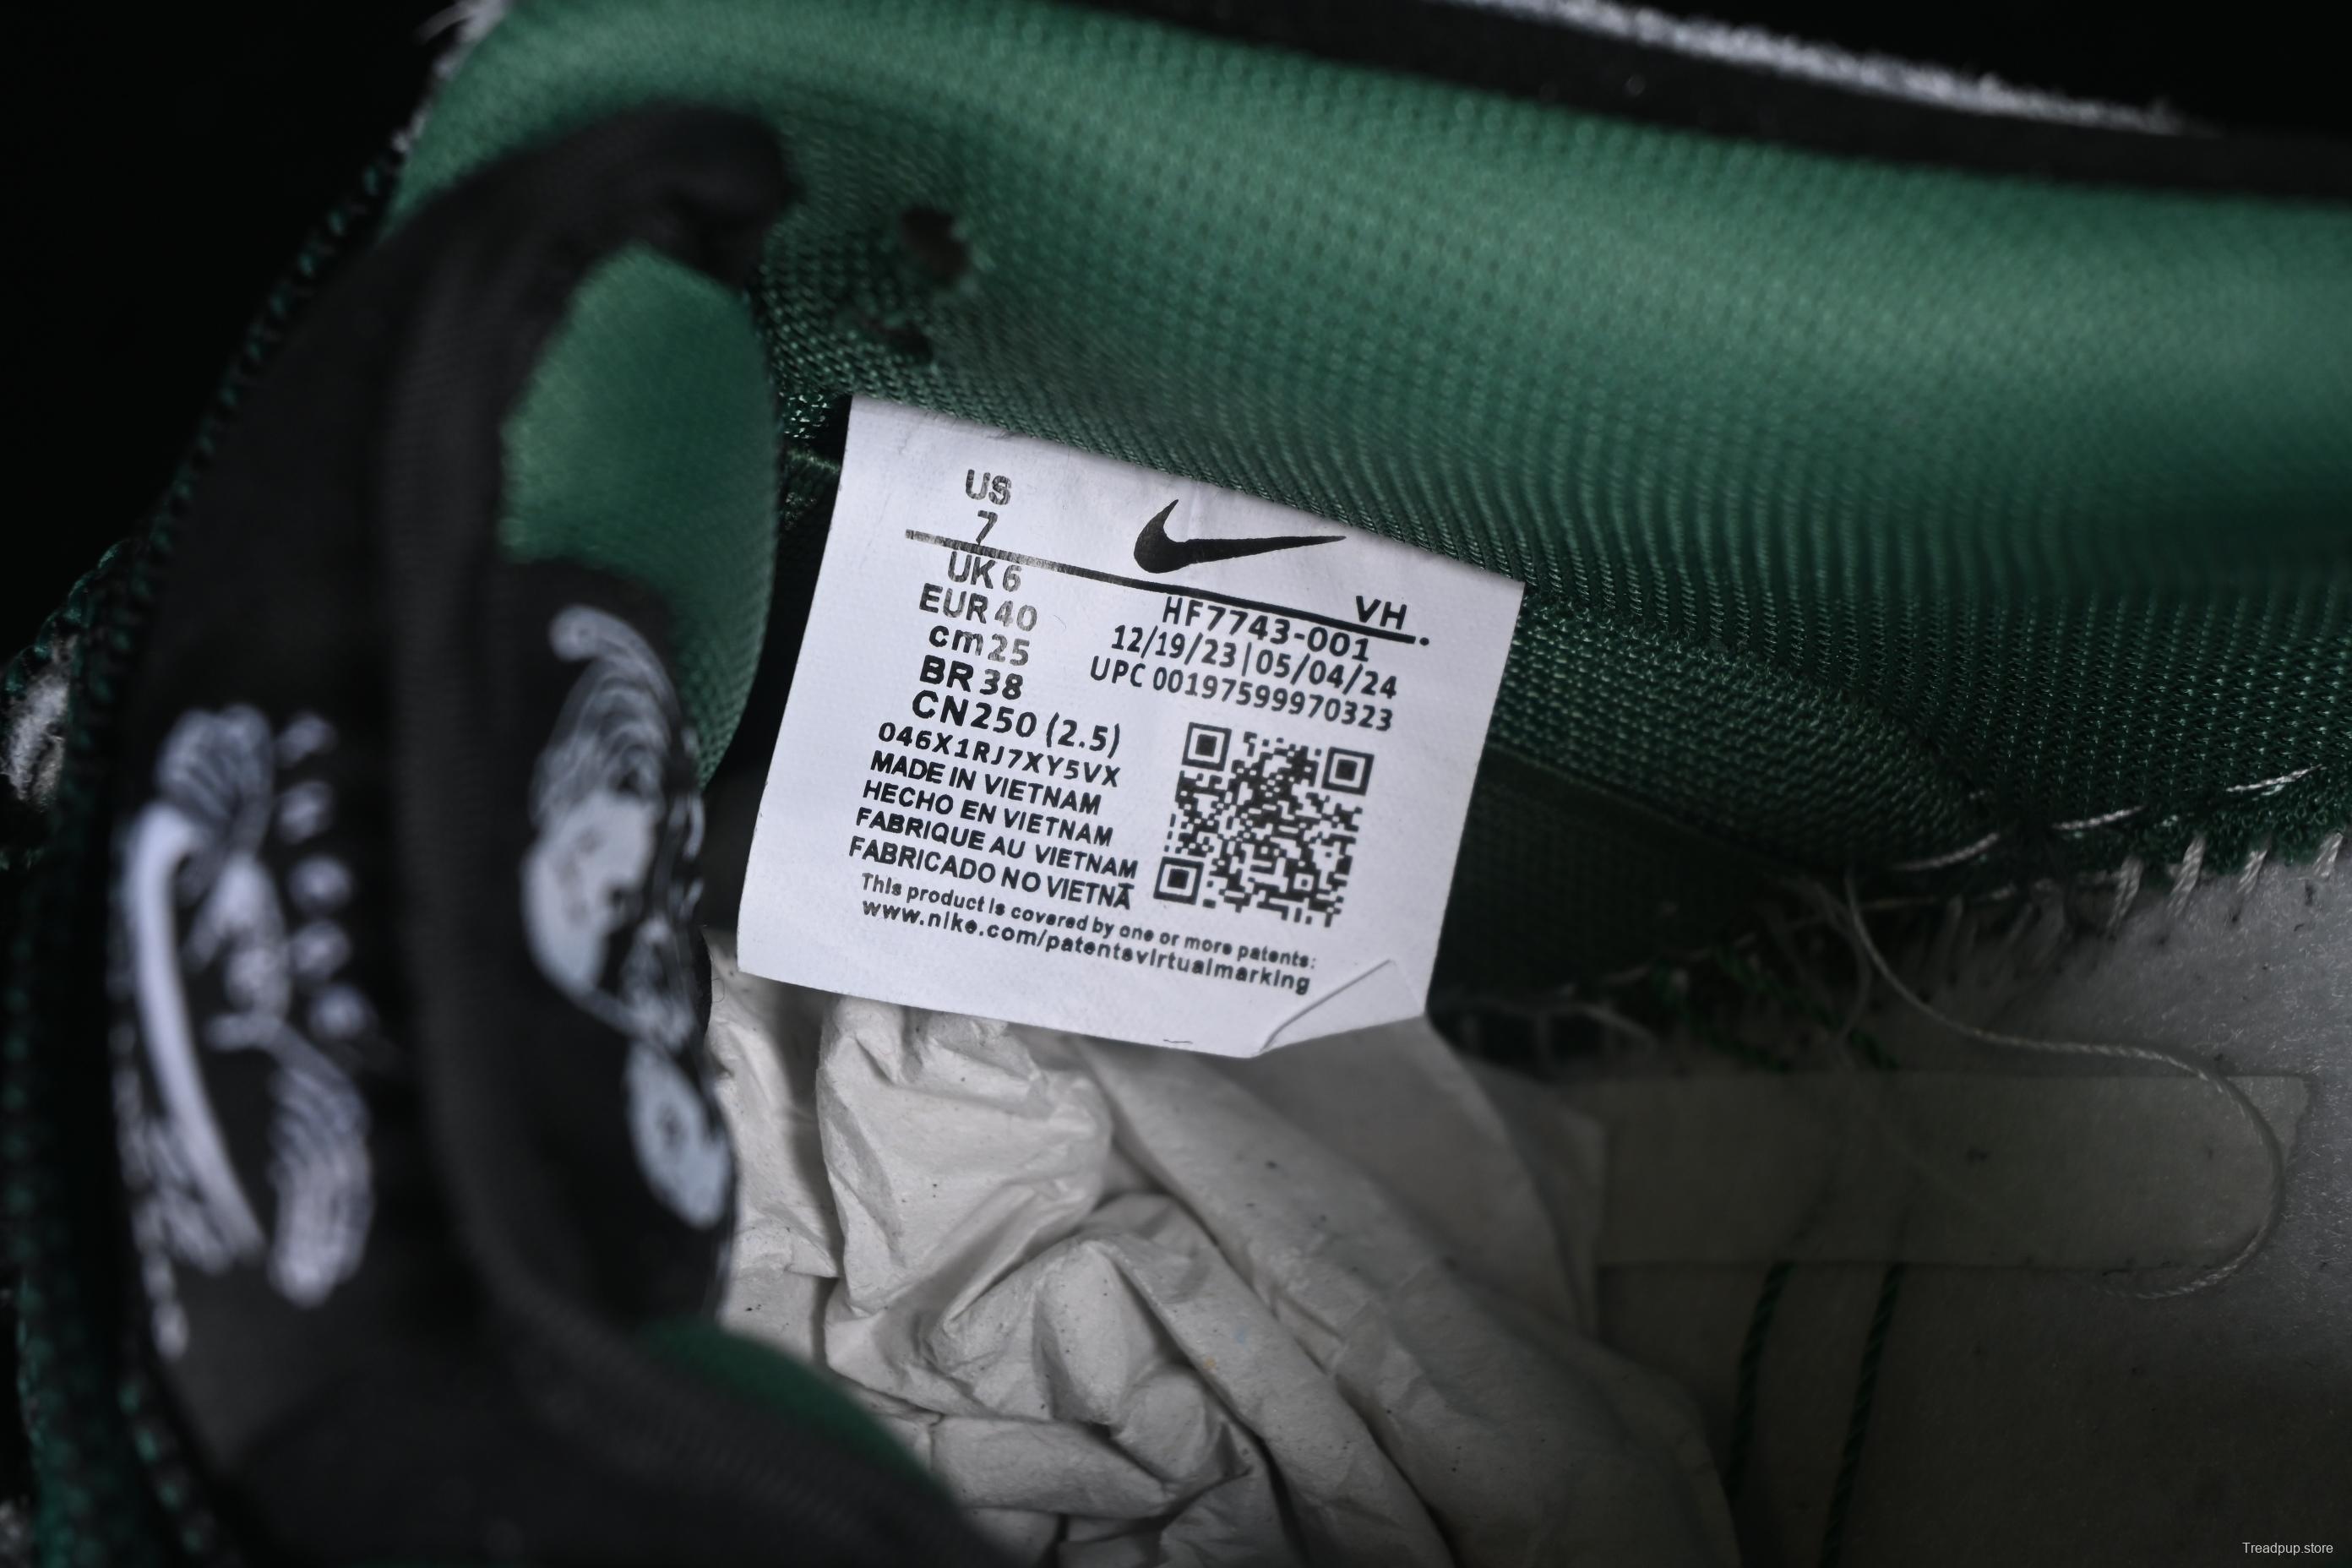 US
7
UK 6
EUR 40
cm 25
BR 38
CN 250 (2.5)
VH
HF7743-001
12/19/23|05/04/24
UPC 00197599970323
046X1RJ7XY5VX
MADE IN VIETNAM
HECHO EN VIETNAM
FABRIQUE AU VIETNAM
FABRICADO NO VIETNÃ
This product is covered by one or more patents:
www.nike.com/patentsvirtualmarking
Treadpup.store